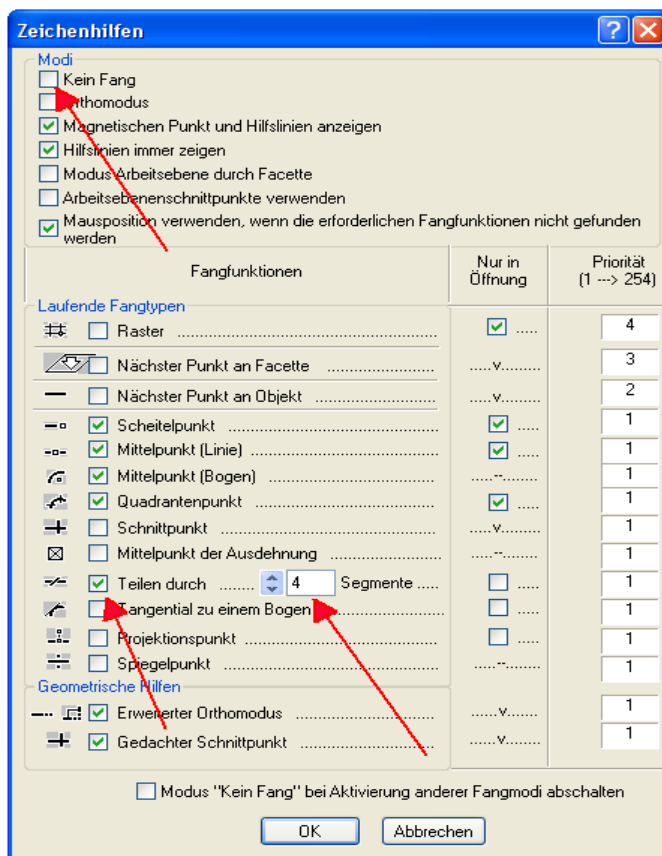 Zeichenhilfen
Modi
Kein Fang
Orthomodus
Magnetischen Punkt und Hilfslinien anzeigen
Hilfslinien immer zeigen
Modus Arbeitsebene durch Facette
Arbeitsebenenschnittpunkte verwenden
Mausposition verwenden, wenn die erforderlichen Fangfunktionen nicht gefunden
werden
Fangfunktionen Nur in Öffnung Priorität (1 ---> 254)
Laufende Fangtypen
Raster ..... 4
Nächster Punkt an Facette .....v....... 3
Nächster Punkt an Objekt .....v....... 2
Scheitelpunkt ..... 1
Mittelpunkt (Linie) ..... 1
Mittelpunkt (Bogen) .....--....... 1
Quadrantenpunkt ..... 1
Schnittpunkt .....v....... 1
Mittelpunkt der Ausdehnung .....--....... 1
Teilen durch ....... 4 Segmente ..... ..... 1
Tangential zu einem Bogen ..... 1
Projektionspunkt ..... 1
Spiegelpunkt .....--....... 1
Geometrische Hilfen
Erweiterter Orthomodus .....v....... 1
Gedachter Schnittpunkt .....v....... 1
Modus "Kein Fang" bei Aktivierung anderer Fangmodi abschalten
OK Abbrechen